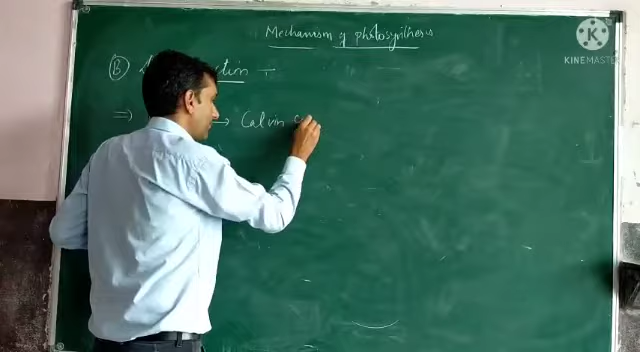 Mechanism of photosynthesis
KINEMASTER
(B)
⇒ → Calvin